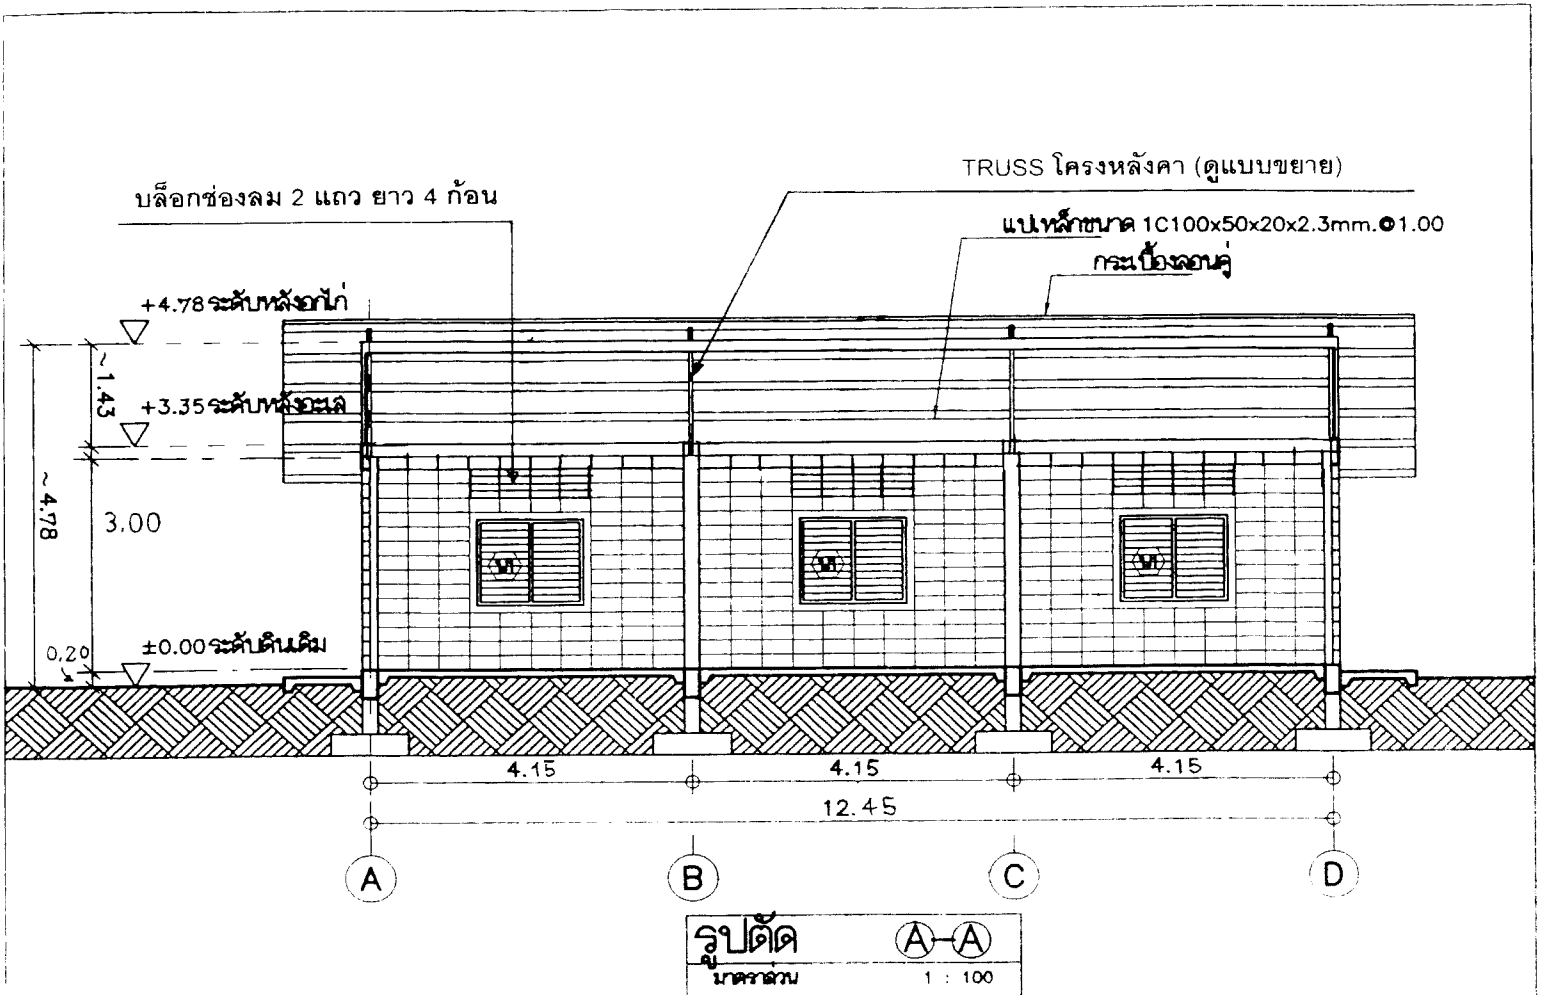 TRUSS โครงหลังคา (ดูแบบขยาย)
บล็อกช่องลม 2 แถว ยาว 4 ก้อน
แปเหล็กขนาด 1C100x50x20x2.3mm.@1.00
กระเบื้องลอนคู่
+4.78 ระดับหลังอกไก่
~1.43
+3.35 ระดับหลังอะเส
~4.78
3.00
±0.00 ระดับดินเดิม
0.20
W1 W1 W1
4.15 4.15 4.15
12.45
A B C D
รูปตัด A-A
มาตราส่วน 1 : 100